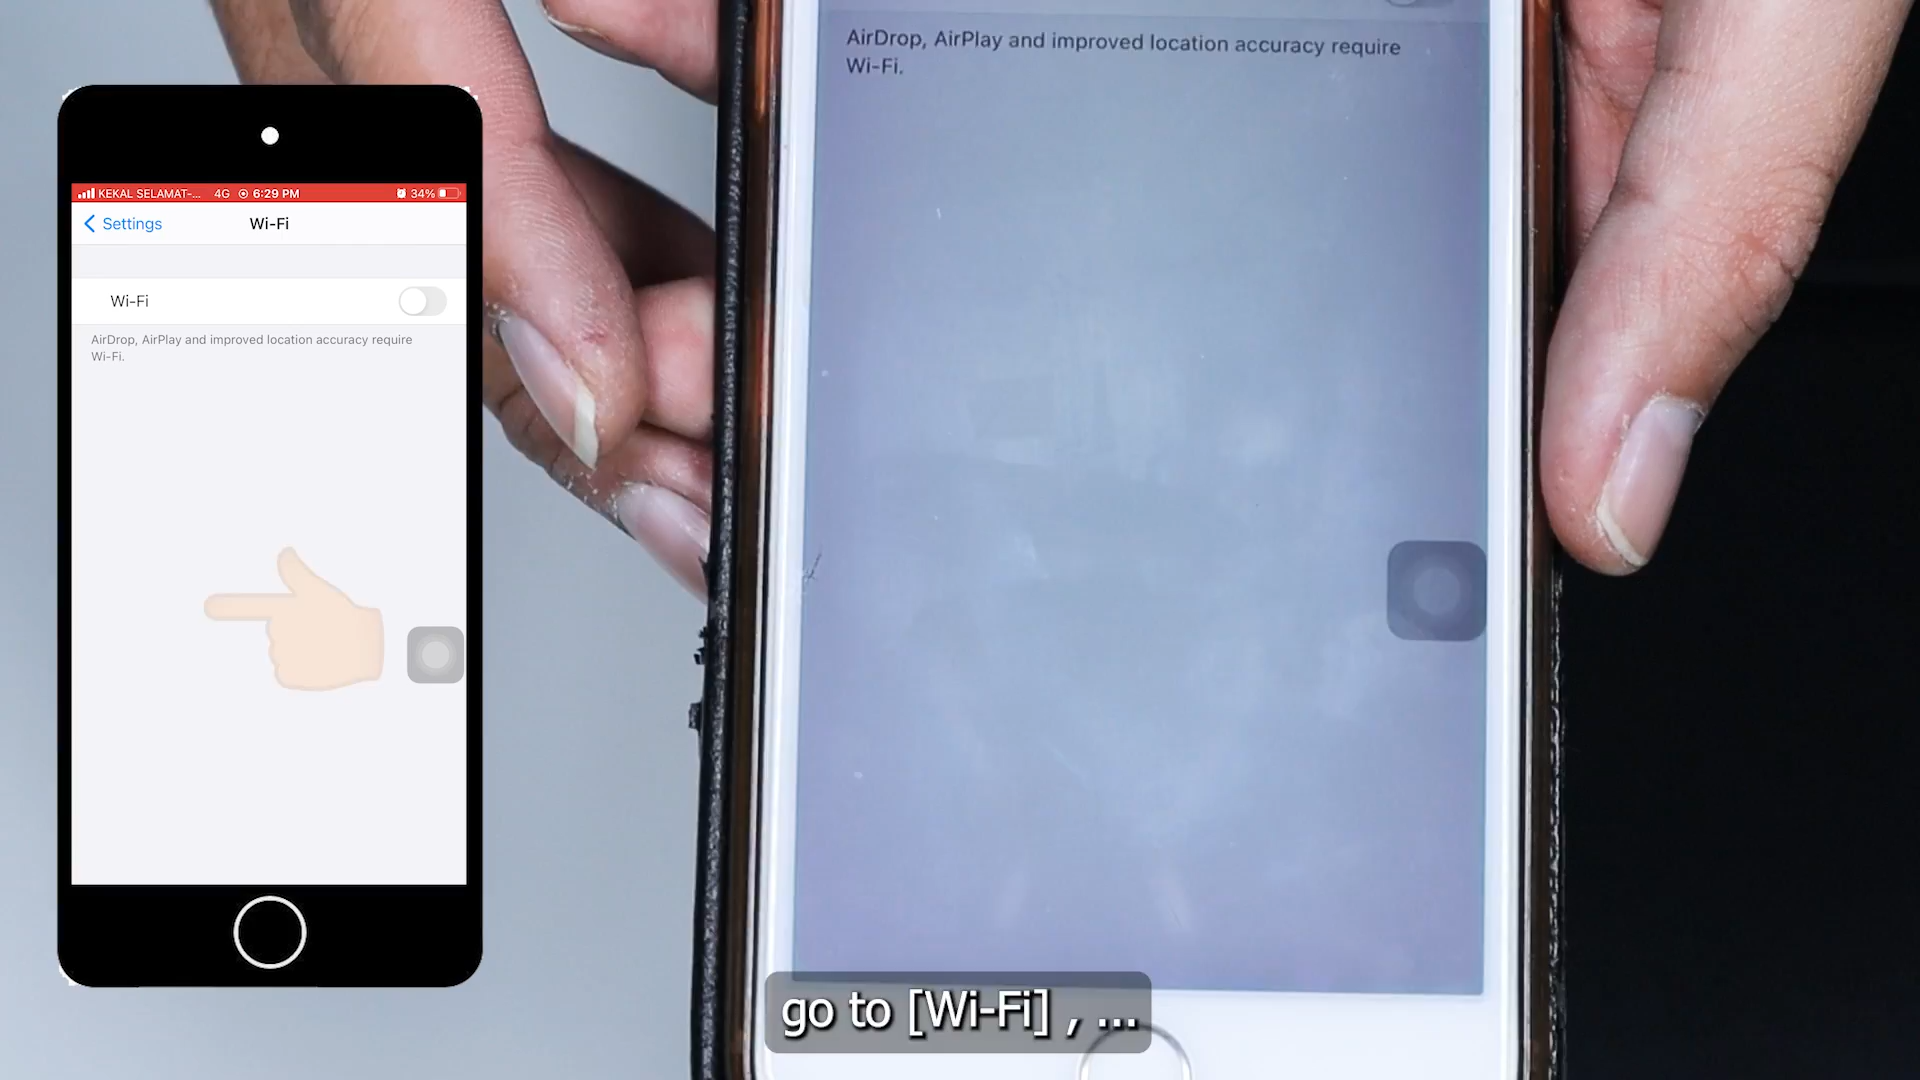 KEKAL SELAMAT-... 4G 6:29 PM 34%
Settings Wi-Fi
Wi-Fi
AirDrop, AirPlay and improved location accuracy require
Wi-Fi.
AirDrop, AirPlay and improved location accuracy require
Wi-Fi.
go to [Wi-Fi] , ...